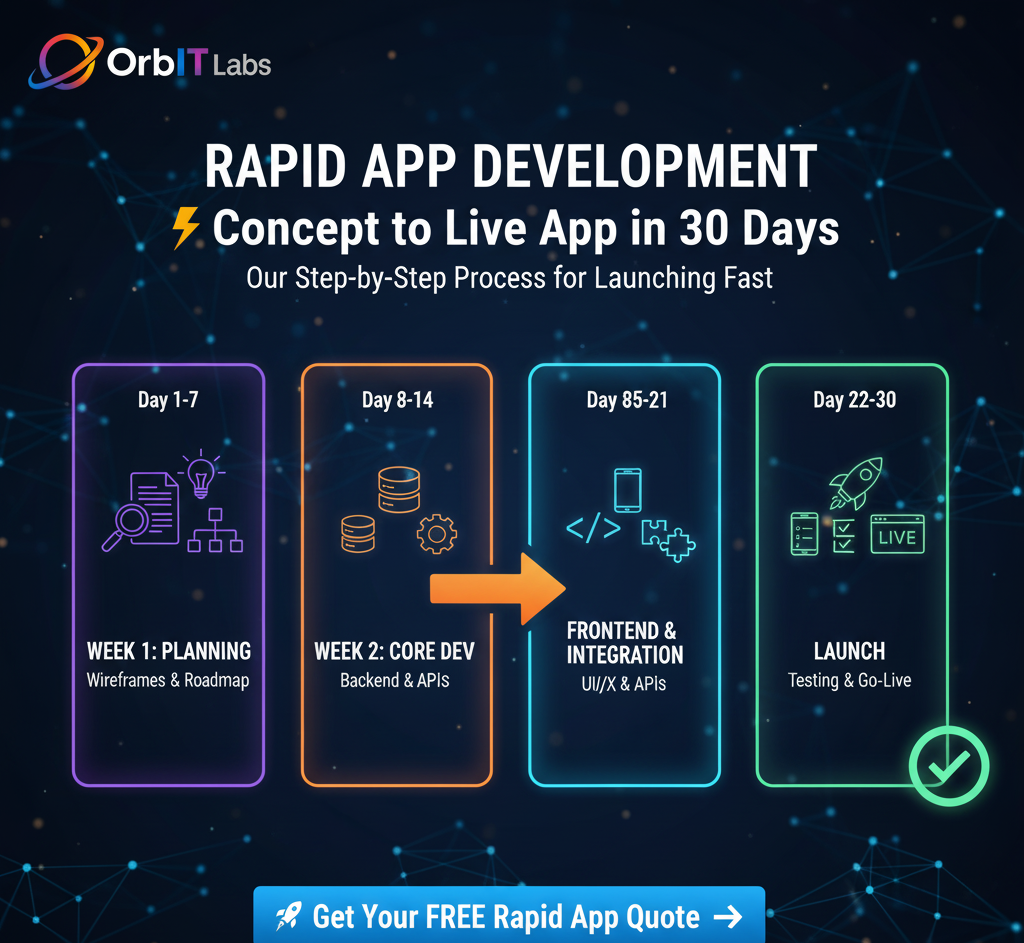 OrbIT Labs
RAPID APP DEVELOPMENT
⚡ Concept to Live App in 30 Days
Our Step-by-Step Process for Launching Fast
Day 1-7
WEEK 1: PLANNING
Wireframes & Roadmap
Day 8-14
WEEK 2: CORE DEV
Backend & APIs
Day 85-21
</>
FRONTEND &
INTEGRATION
UI//X & APIs
Day 22-30
LIVE
LAUNCH
Testing & Go-Live
Get Your FREE Rapid App Quote →